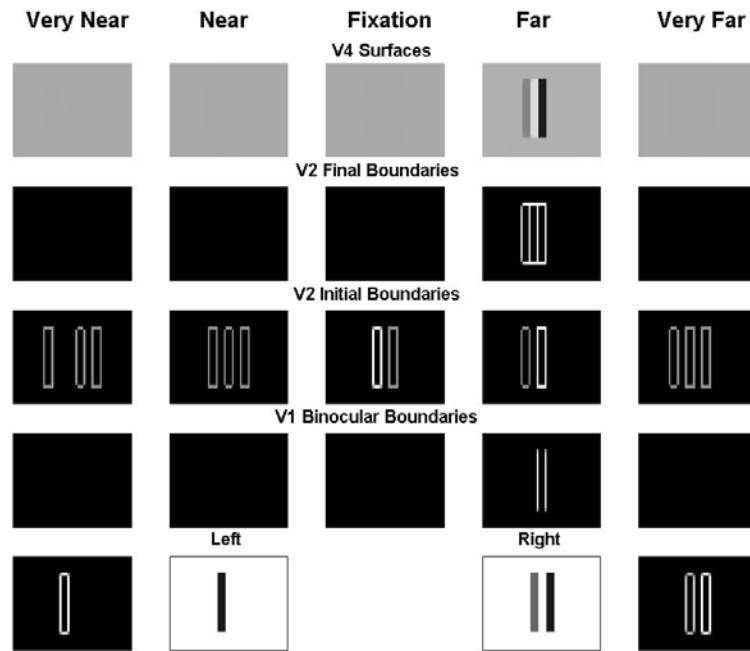 Very Near Near Fixation Far Very Far
V4 Surfaces
V2 Final Boundaries
V2 Initial Boundaries
V1 Binocular Boundaries
Left Right